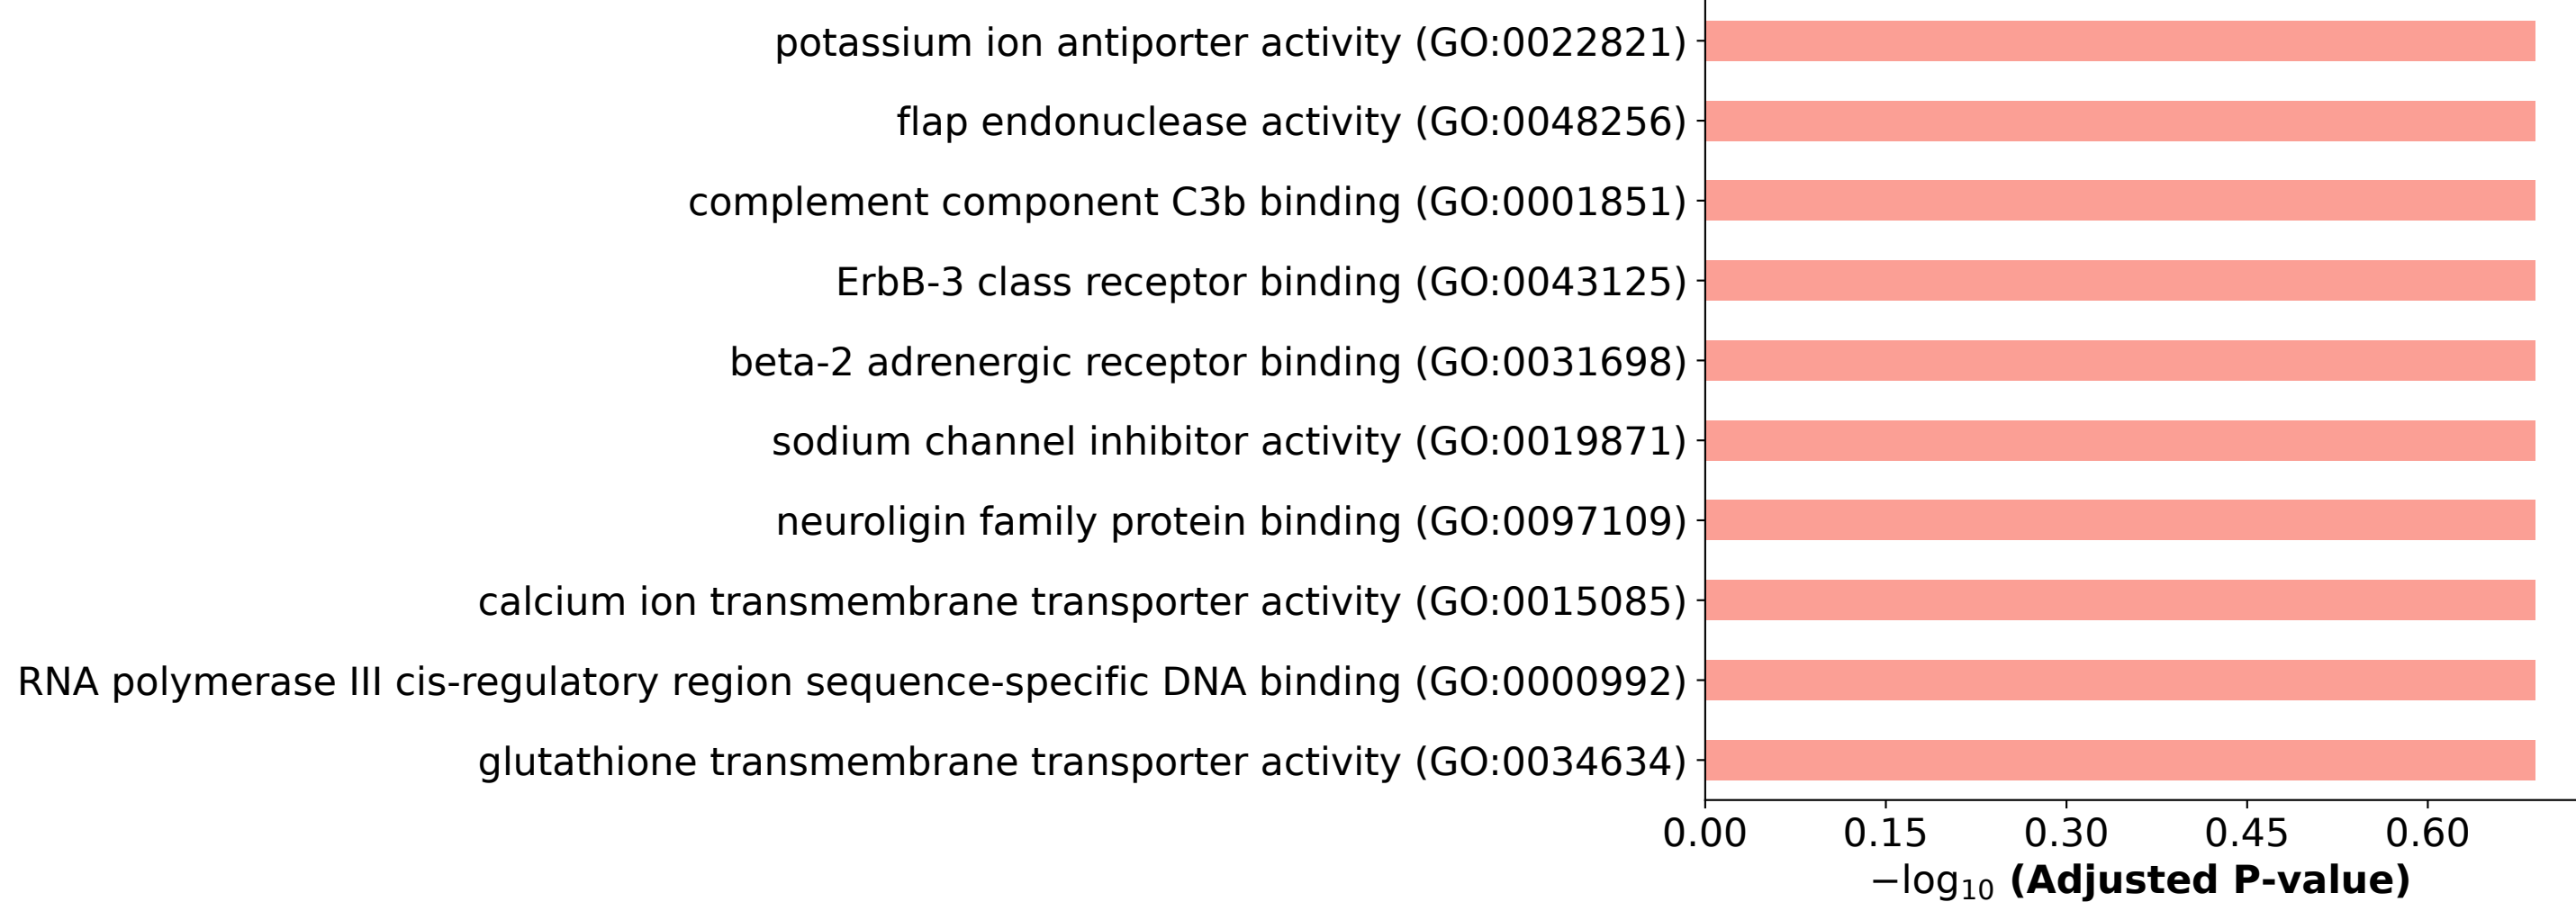 potassium ion antiporter activity (GO:0022821)
flap endonuclease activity (GO:0048256)
complement component C3b binding (GO:0001851)
ErbB-3 class receptor binding (GO:0043125)
beta-2 adrenergic receptor binding (GO:0031698)
sodium channel inhibitor activity (GO:0019871)
neuroligin family protein binding (GO:0097109)
calcium ion transmembrane transporter activity (GO:0015085)
RNA polymerase III cis-regulatory region sequence-specific DNA binding (GO:0000992)
glutathione transmembrane transporter activity (GO:0034634)
0.00 0.15 0.30 0.45 0.60
−log₁₀ (Adjusted P-value)